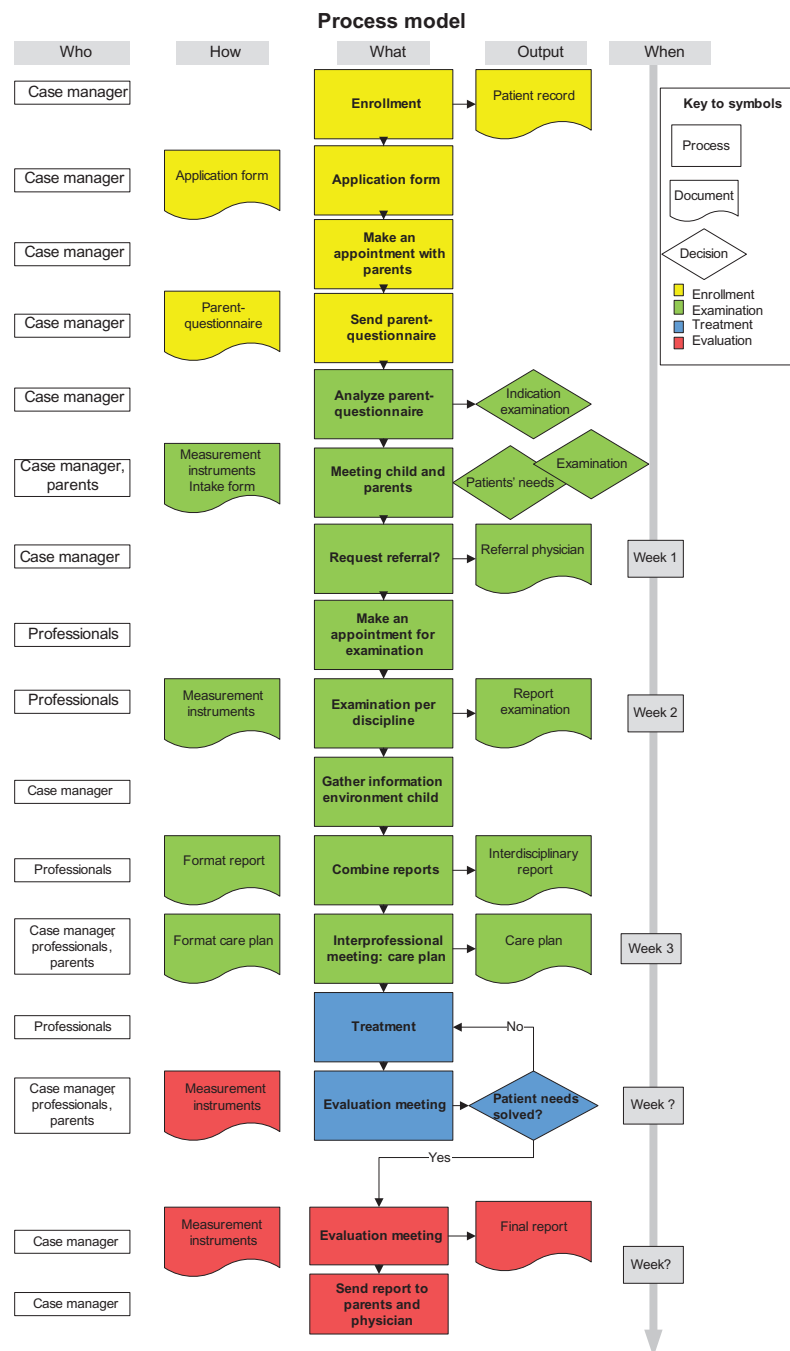 Process model
Who
How
What
Output
When
Case manager
Enrollment
Patient record
Key to symbols
Process
Document
Decision
Enrollment
Examination
Treatment
Evaluation
Case manager
Application form
Application form
Case manager
Make an
appointment with
parents
Case manager
Parent-
questionnaire
Send parent-
questionnaire
Case manager
Analyze parent-
questionnaire
Indication
examination
Case manager,
parents
Measurement
instruments
Intake form
Meeting child and
parents
Patients' needs
Examination
Case manager
Request referral?
Referral physician
Week 1
Professionals
Make an
appointment for
examination
Professionals
Measurement
instruments
Examination per
discipline
Report
examination
Week 2
Case manager
Gather information
environment child
Professionals
Format report
Combine reports
Interdisciplinary
report
Case manager,
professionals,
parents
Format care plan
Interprofessional
meeting: care plan
Care plan
Week 3
Professionals
Treatment
No
Case manager,
professionals,
parents
Measurement
instruments
Evaluation meeting
Patient needs
solved?
Week ?
Yes
Case manager
Measurement
instruments
Evaluation meeting
Final report
Week?
Case manager
Send report to
parents and
physician